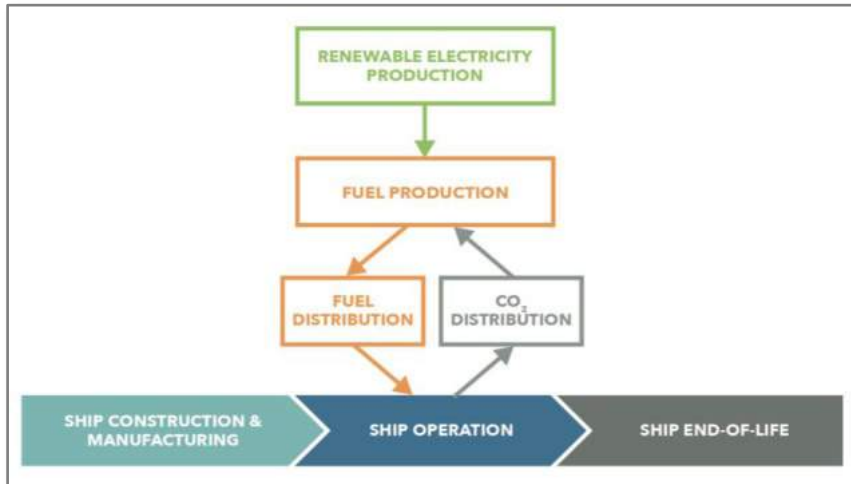 RENEWABLE ELECTRICITY
PRODUCTION
FUEL PRODUCTION
FUEL
DISTRIBUTION
CO₂
DISTRIBUTION
SHIP CONSTRUCTION &
MANUFACTURING
SHIP OPERATION
SHIP END-OF-LIFE